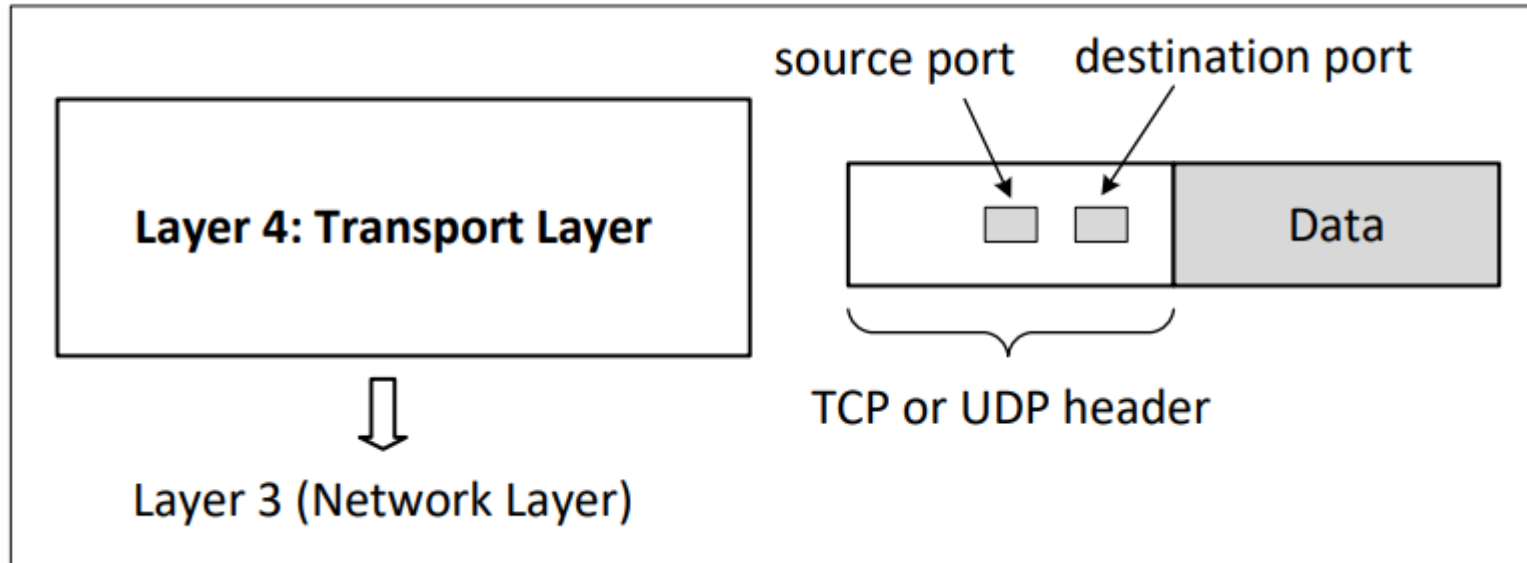 source port
destination port
Layer 4: Transport Layer
Data
TCP or UDP header
Layer 3 (Network Layer)